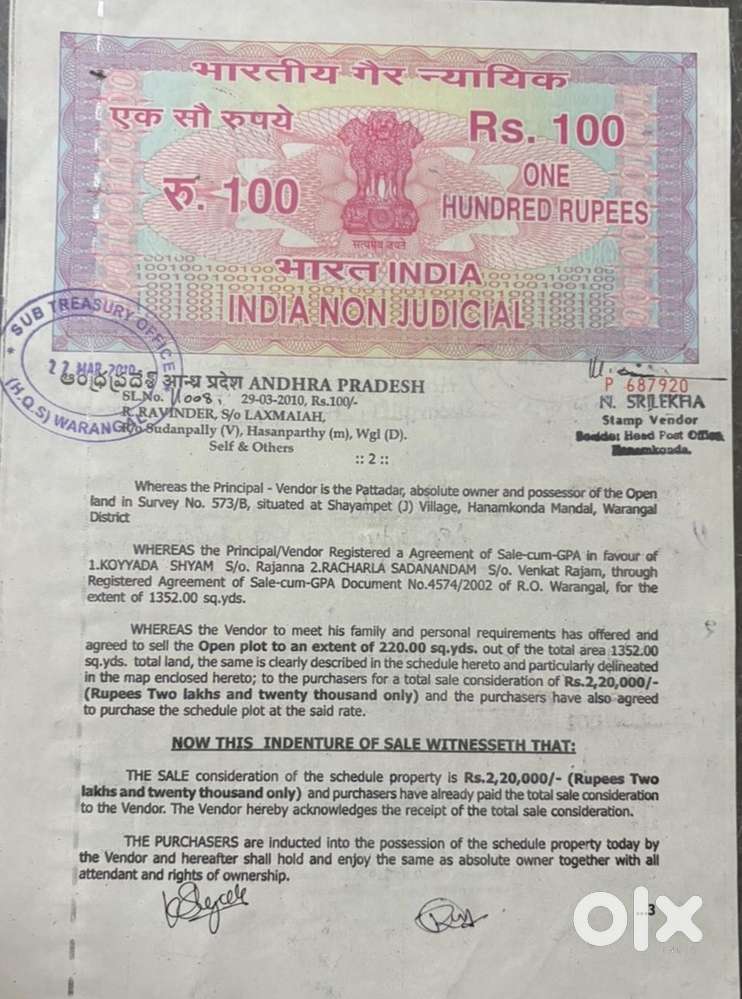 भारतीय गैर न्यायिक
एक सौ रुपये
Rs. 100
रु. 100
ONE
HUNDRED RUPEES
सत्यमेव जयते
भारत INDIA
INDIA NON JUDICIAL
* SUB TREASURY OFFICE
22 MAR 2010
(H.Q.S) WARANGAL
ఆంధ్రప్రదేశ్ आन्ध्र प्रदेश ANDHRA PRADESH
P 687920
SL.No. 11008, 29-03-2010, Rs.100/-
R. RAVINDER, S/o LAXMAIAH,
R/o Sudanpally (V), Hasanparthy (m), Wgl (D).
Self & Others
N. SRILEKHA
Stamp Vendor
Head Post Office
Hanamkonda.
:: 2 ::
Whereas the Principal - Vendor is the Pattadar, absolute owner and possessor of the Open
land in Survey No. 573/B, situated at Shayampet (J) Village, Hanamkonda Mandal, Warangal
District
WHEREAS the Principal/Vendor Registered a Agreement of Sale-cum-GPA in favour of
1.KOYYADA SHYAM S/o. Rajanna 2.RACHARLA SADANANDAM S/o. Venkat Rajam, through
Registered Agreement of Sale-cum-GPA Document No.4574/2002 of R.O. Warangal, for the
extent of 1352.00 sq.yds.
WHEREAS the Vendor to meet his family and personal requirements has offered and
agreed to sell the Open plot to an extent of 220.00 sq.yds. out of the total area 1352.00
sq.yds. total land, the same is clearly described in the schedule hereto and particularly delineated
in the map enclosed hereto; to the purchasers for a total sale consideration of Rs.2,20,000/-
(Rupees Two lakhs and twenty thousand only) and the purchasers have also agreed
to purchase the schedule plot at the said rate.
NOW THIS INDENTURE OF SALE WITNESSETH THAT:
THE SALE consideration of the schedule property is Rs.2,20,000/- (Rupees Two
lakhs and twenty thousand only) and purchasers have already paid the total sale consideration
to the Vendor. The Vendor hereby acknowledges the receipt of the total sale consideration.
THE PURCHASERS are inducted into the possession of the schedule property today by
the Vendor and hereafter shall hold and enjoy the same as absolute owner together with all
attendant and rights of ownership.
...3
olx